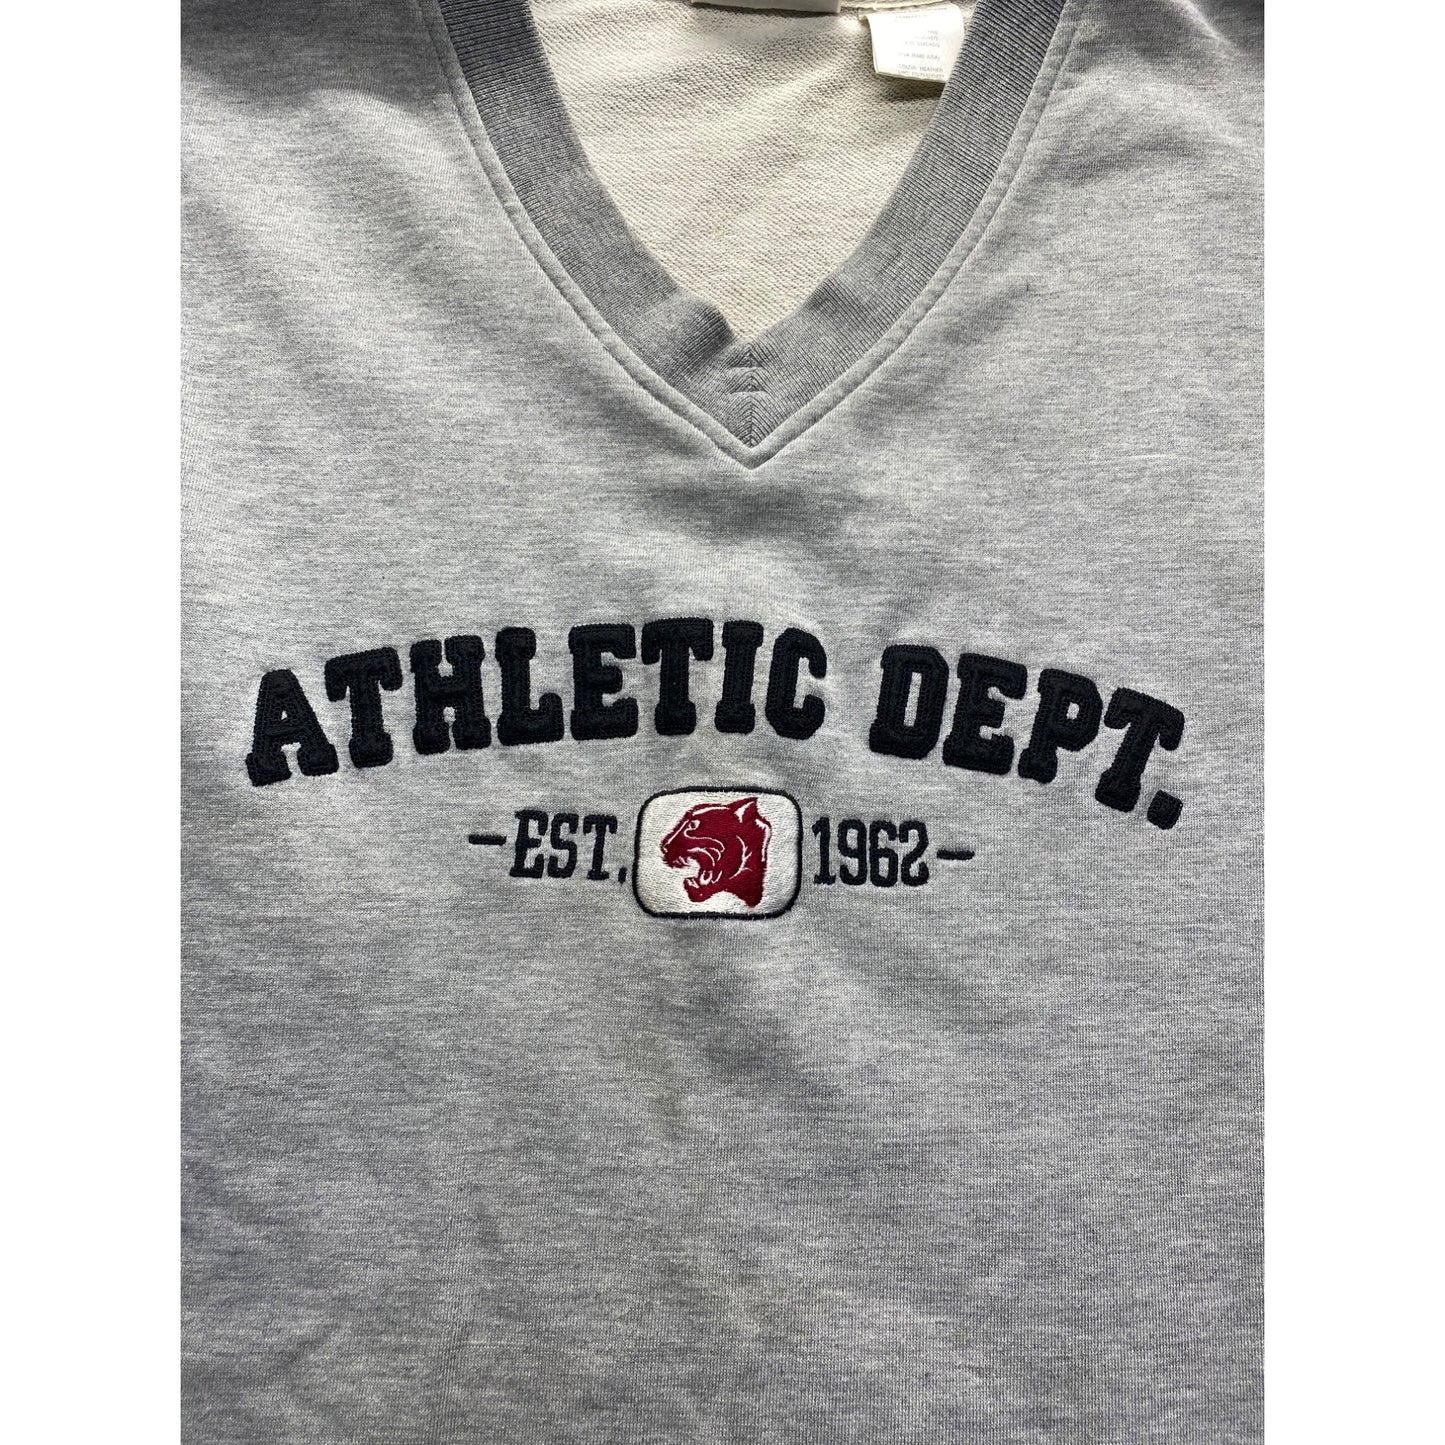 ATHLETIC DEPT.
-EST. 1962-